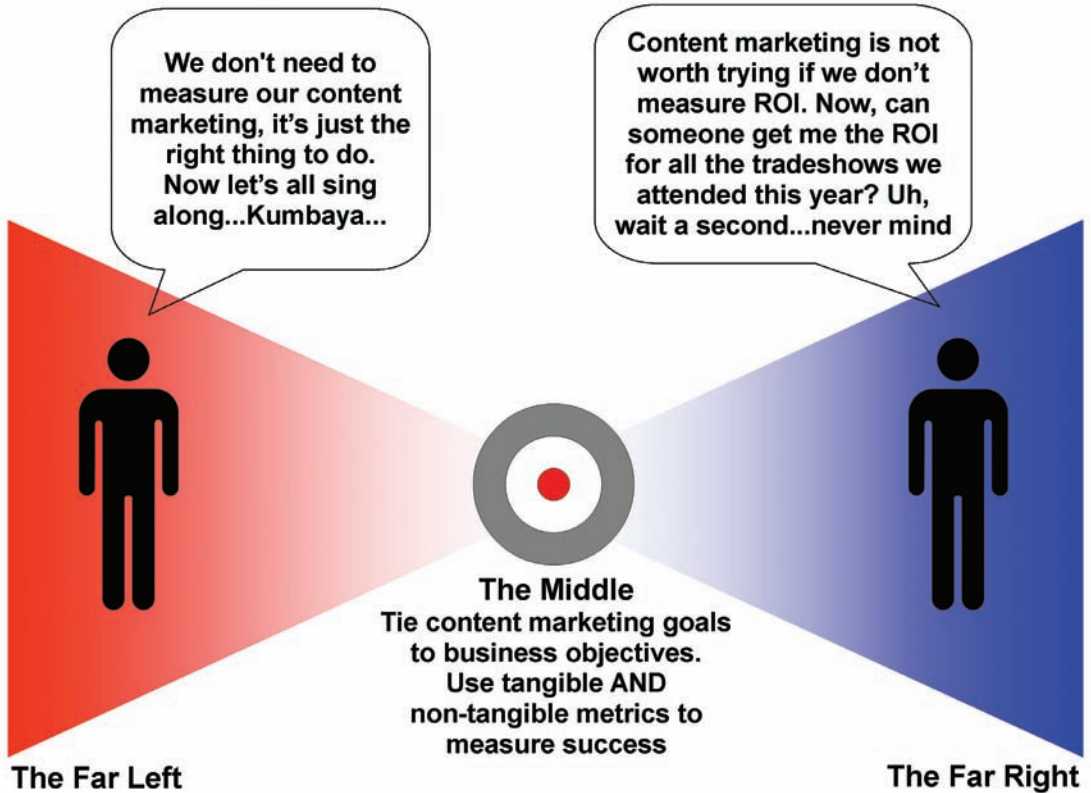 We don't need to
measure our content
marketing, it's just the
right thing to do.
Now let's all sing
along...Kumbaya...
Content marketing is not
worth trying if we don’t
measure ROI. Now, can
someone get me the ROI
for all the tradeshows we
attended this year? Uh,
wait a second...never mind
The Middle
Tie content marketing goals
to business objectives.
Use tangible AND
non-tangible metrics to
measure success
The Far Left
The Far Right